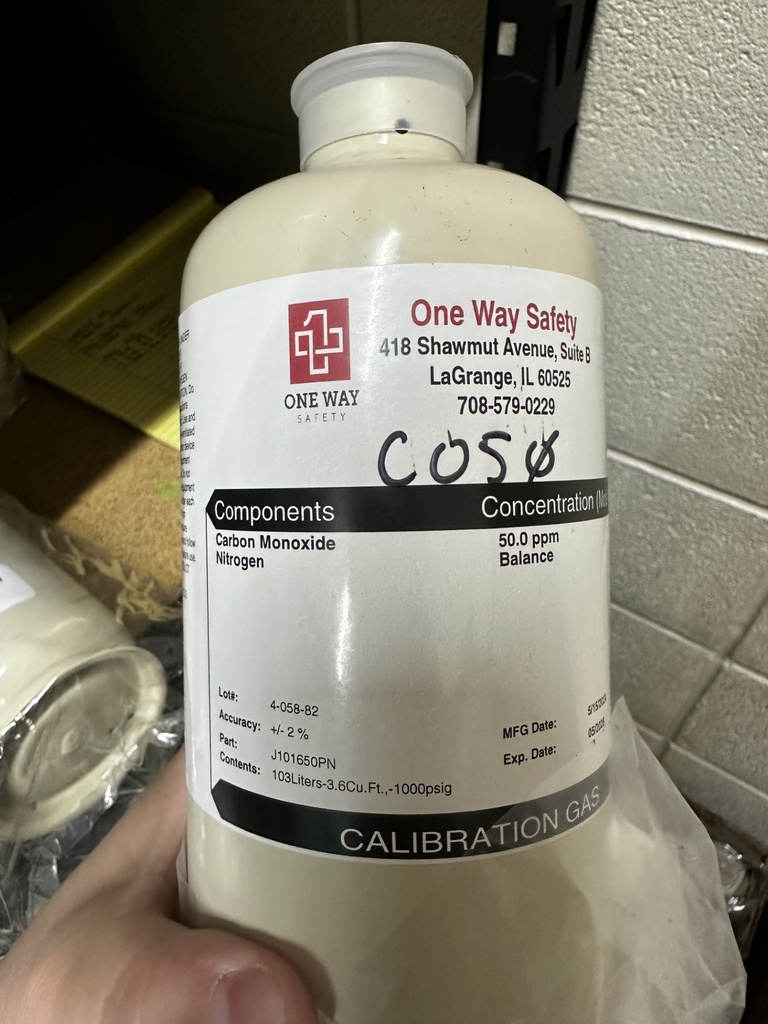 One Way Safety
418 Shawmut Avenue, Suite B
LaGrange, IL 60525
708-579-0229
ONE WAY
SAFETY
CO50
Components Concentration
Carbon Monoxide 50.0 ppm
Nitrogen Balance
Lot#: 4-058-82
Accuracy: +/- 2 %
Part: J101650PN
Contents: 103Liters-3.6Cu.Ft.,-1000psig
MFG Date:
Exp. Date:
CALIBRATION GAS